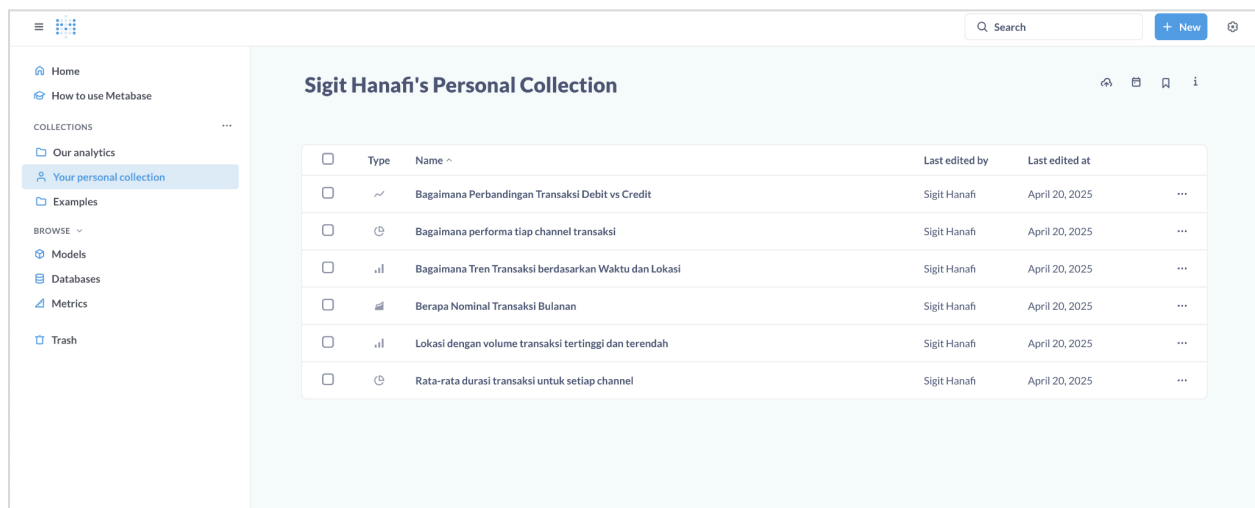 Search
+ New
Home
How to use Metabase
COLLECTIONS
Our analytics
Your personal collection
Examples
BROWSE
Models
Databases
Metrics
Trash
Sigit Hanafi's Personal Collection
Type Name Last edited by Last edited at
Bagaimana Perbandingan Transaksi Debit vs Credit Sigit Hanafi April 20, 2025
Bagaimana performa tiap channel transaksi Sigit Hanafi April 20, 2025
Bagaimana Tren Transaksi berdasarkan Waktu dan Lokasi Sigit Hanafi April 20, 2025
Berapa Nominal Transaksi Bulanan Sigit Hanafi April 20, 2025
Lokasi dengan volume transaksi tertinggi dan terendah Sigit Hanafi April 20, 2025
Rata-rata durasi transaksi untuk setiap channel Sigit Hanafi April 20, 2025